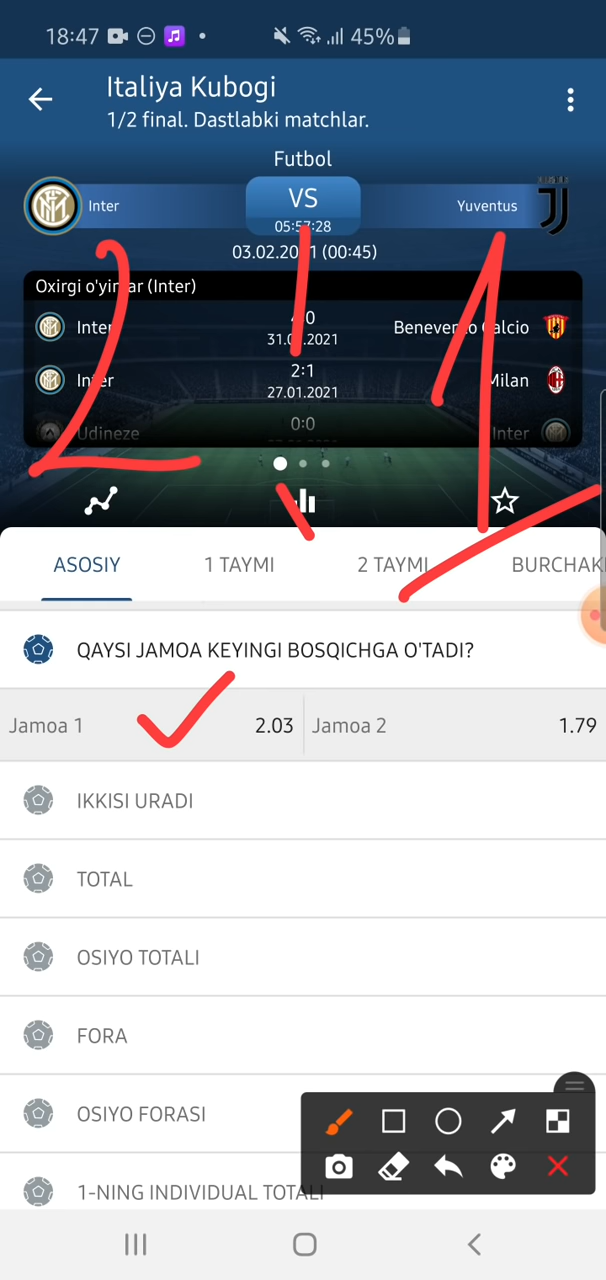 18:47 45%
Italiya Kubogi
1/2 final. Dastlabki matchlar.
Futbol
Inter VS Yuventus
05:57:28
03.02.2021 (00:45)
Oxirgi o'yinlar (Inter)
Inter 4:0 Benevento Calcio
31.01.2021
Inter 2:1 Milan
27.01.2021
Udineze 0:0 Inter
2 : 1
ASOSIY 1 TAYMI 2 TAYMI BURCHAK
QAYSI JAMOA KEYINGI BOSQICHGA O'TADI?
Jamoa 1 2.03 Jamoa 2 1.79
IKKISI URADI
TOTAL
OSIYO TOTALI
FORA
OSIYO FORASI
1-NING INDIVIDUAL TOTALI